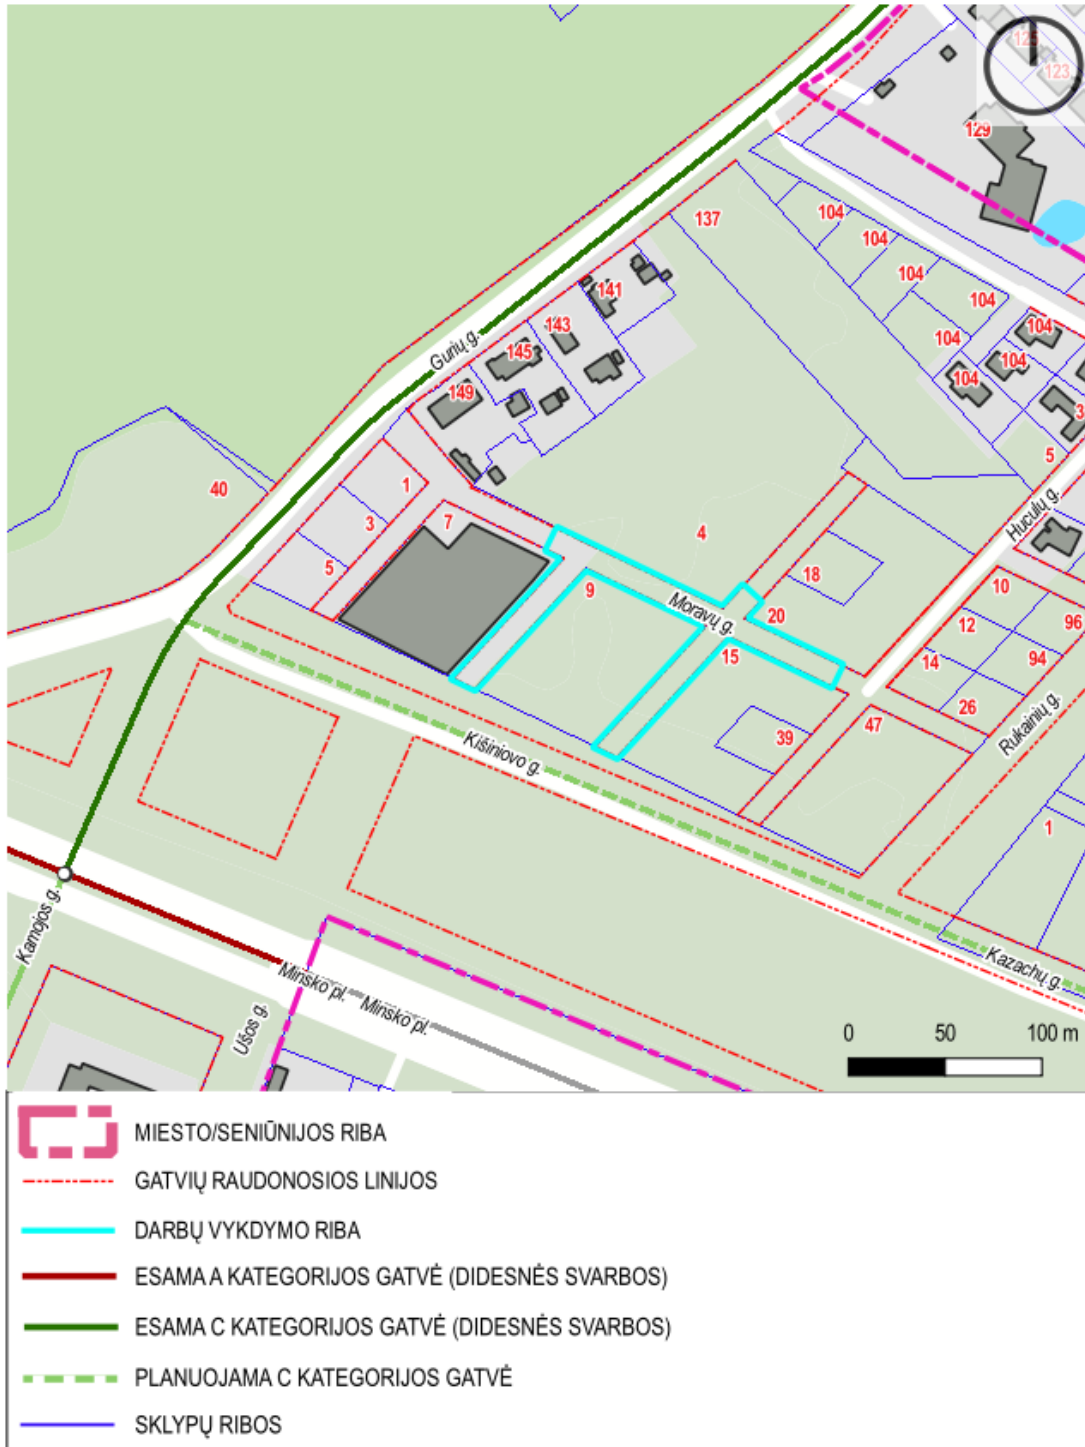 125
123
129
104
137
104
104
141
104
143
104
104
145
104
Gurių g.
149
104
3
1
5
40
7
3
Huculų g.
4
5
18
10
9
Moravų g.
20
12
96
15
14
94
26
39
47
Rukainių g.
Kišiniovo g.
1
Kamojos g.
Kazachų g.
Minsko pl.
Minsko pl.
Ušos g.
0 50 100 m
MIESTO/SENIŪNIJOS RIBA
GATVIŲ RAUDONOSIOS LINIJOS
DARBŲ VYKDYMO RIBA
ESAMA A KATEGORIJOS GATVĖ (DIDESNĖS SVARBOS)
ESAMA C KATEGORIJOS GATVĖ (DIDESNĖS SVARBOS)
PLANUOJAMA C KATEGORIJOS GATVĖ
SKLYPŲ RIBOS